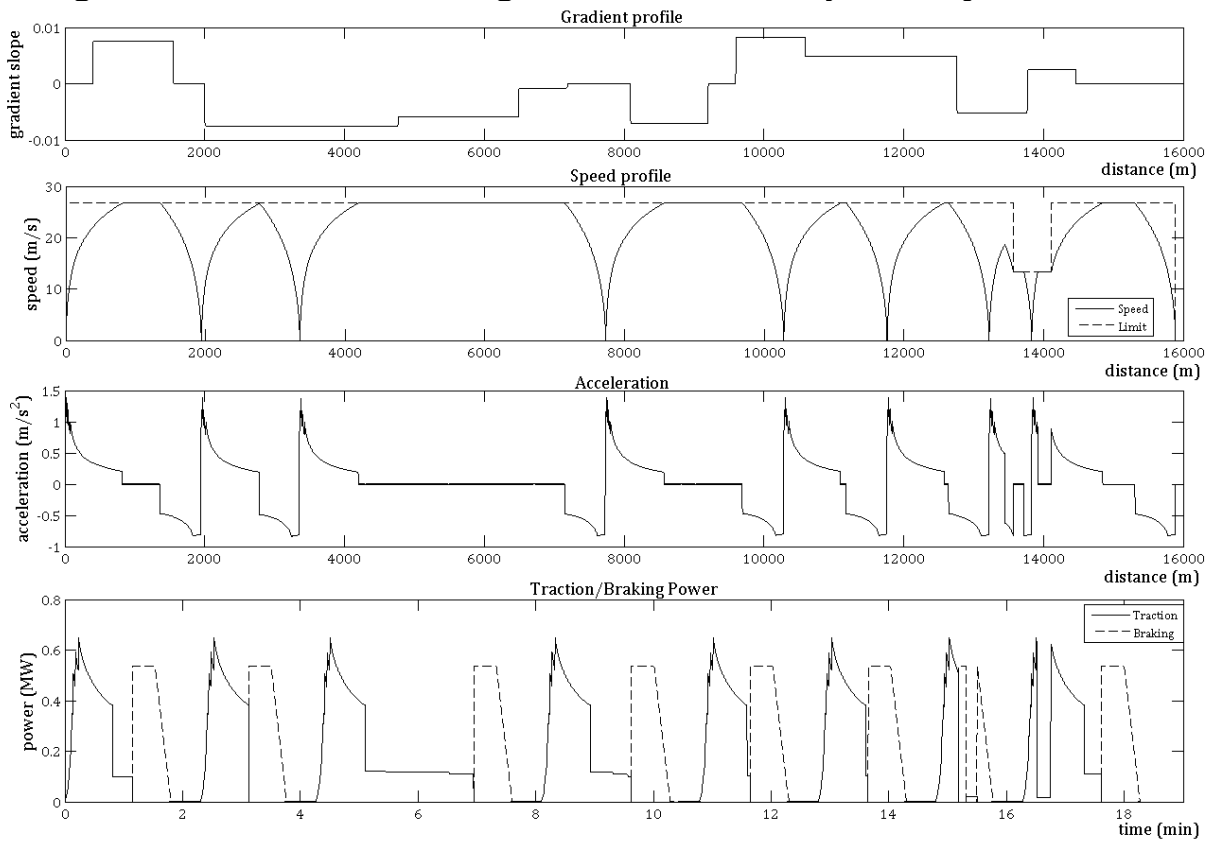 Gradient profile
0.01
0
-0.01
gradient slope
0 2000 4000 6000 8000 10000 12000 14000 16000
distance (m)
Speed profile
30
20
10
0
speed (m/s)
Speed
Limit
0 2000 4000 6000 8000 10000 12000 14000 16000
distance (m)
Acceleration
1.5
1
0.5
0
-0.5
-1
acceleration (m/s²)
0 2000 4000 6000 8000 10000 12000 14000 16000
distance (m)
Traction/Braking Power
0.8
0.6
0.4
0.2
0
power (MW)
Traction
Braking
0 2 4 6 8 10 12 14 16 18
time (min)